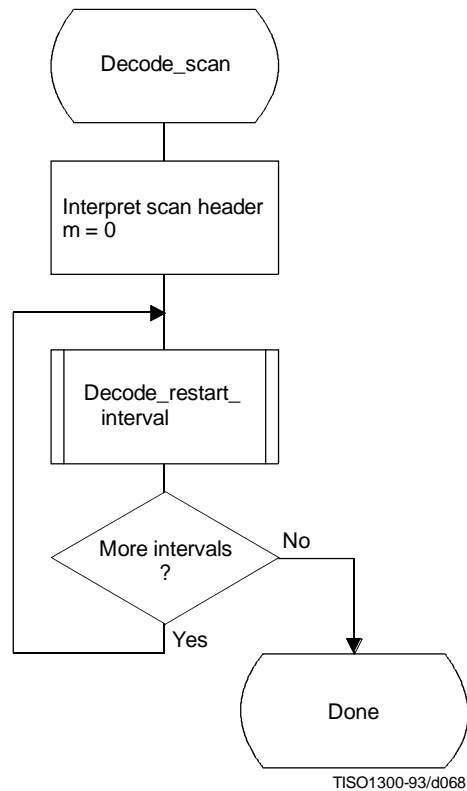 Decode_scan
Interpret scan header
m = 0
Decode_restart_
interval
More intervals
?
No
Yes
Done
TISO1300-93/d068